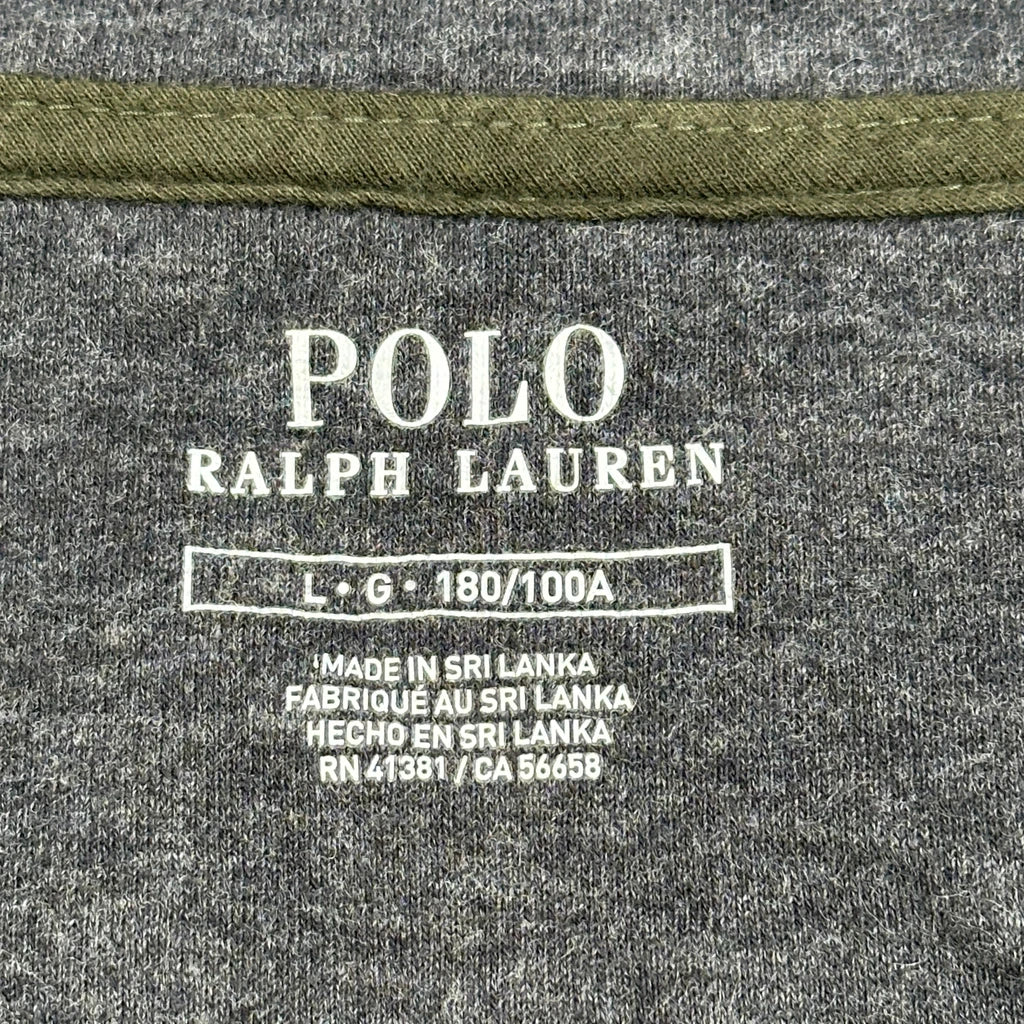 POLO
RALPH LAUREN
L • G • 180/100A
MADE IN SRI LANKA
FABRIQUÉ AU SRI LANKA
HECHO EN SRI LANKA
RN 41381 / CA 56658